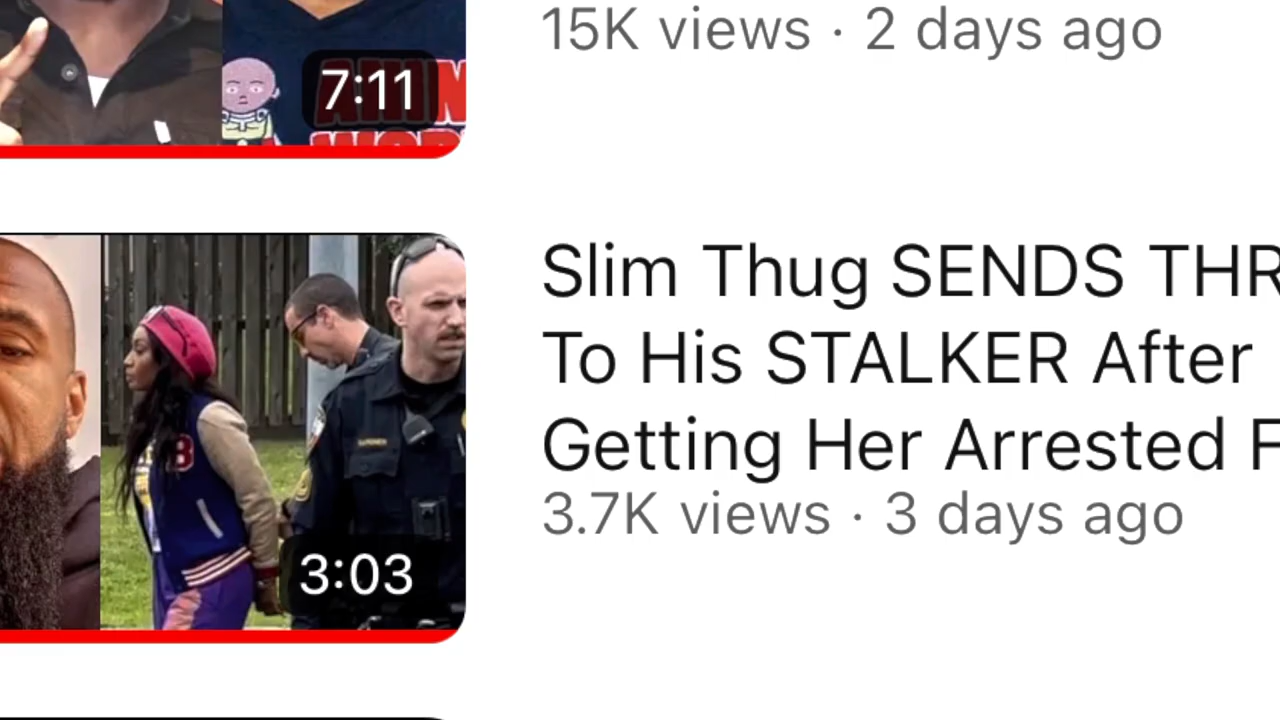 15K views · 2 days ago
7:11
Slim Thug SENDS THR
To His STALKER After
Getting Her Arrested F
3.7K views · 3 days ago
3:03